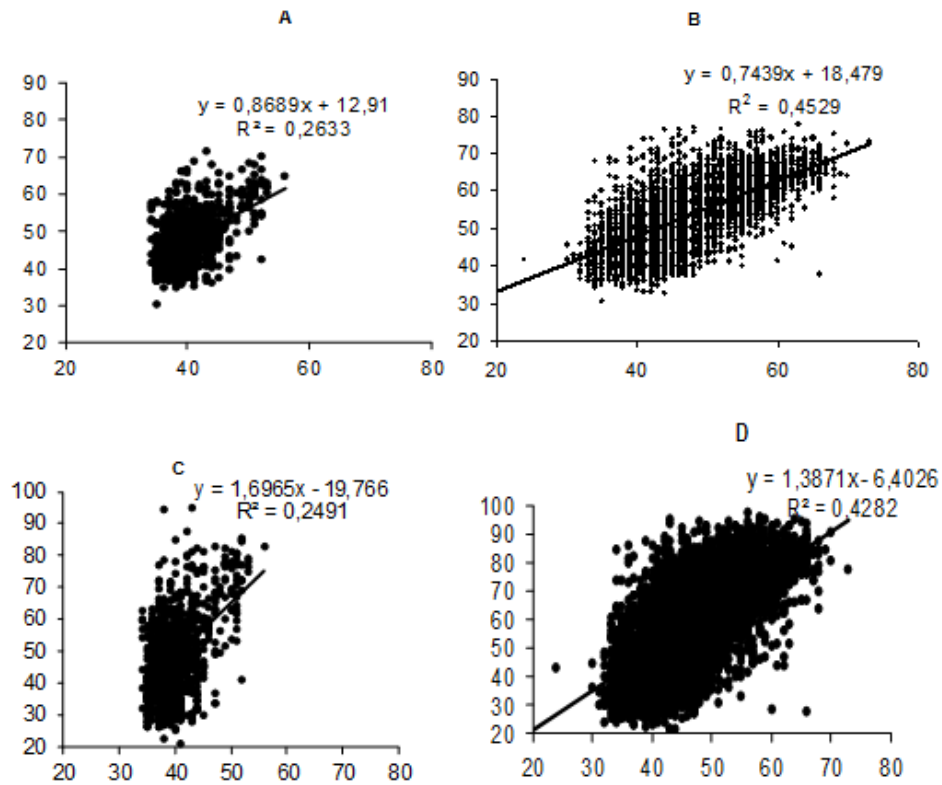 A
y = 0,8689x + 12,91
R² = 0,2633
90
80
70
60
50
40
30
20
20 40 60 80
B
y = 0,7439x + 18,479
R² = 0,4529
90
80
70
60
50
40
30
20
20 40 60 80
C
y = 1,6965x - 19,766
R² = 0,2491
100
90
80
70
60
50
40
30
20
20 30 40 50 60 70 80
D
y = 1,3871x - 6,4026
R² = 0,4282
100
90
80
70
60
50
40
30
20
20 30 40 50 60 70 80